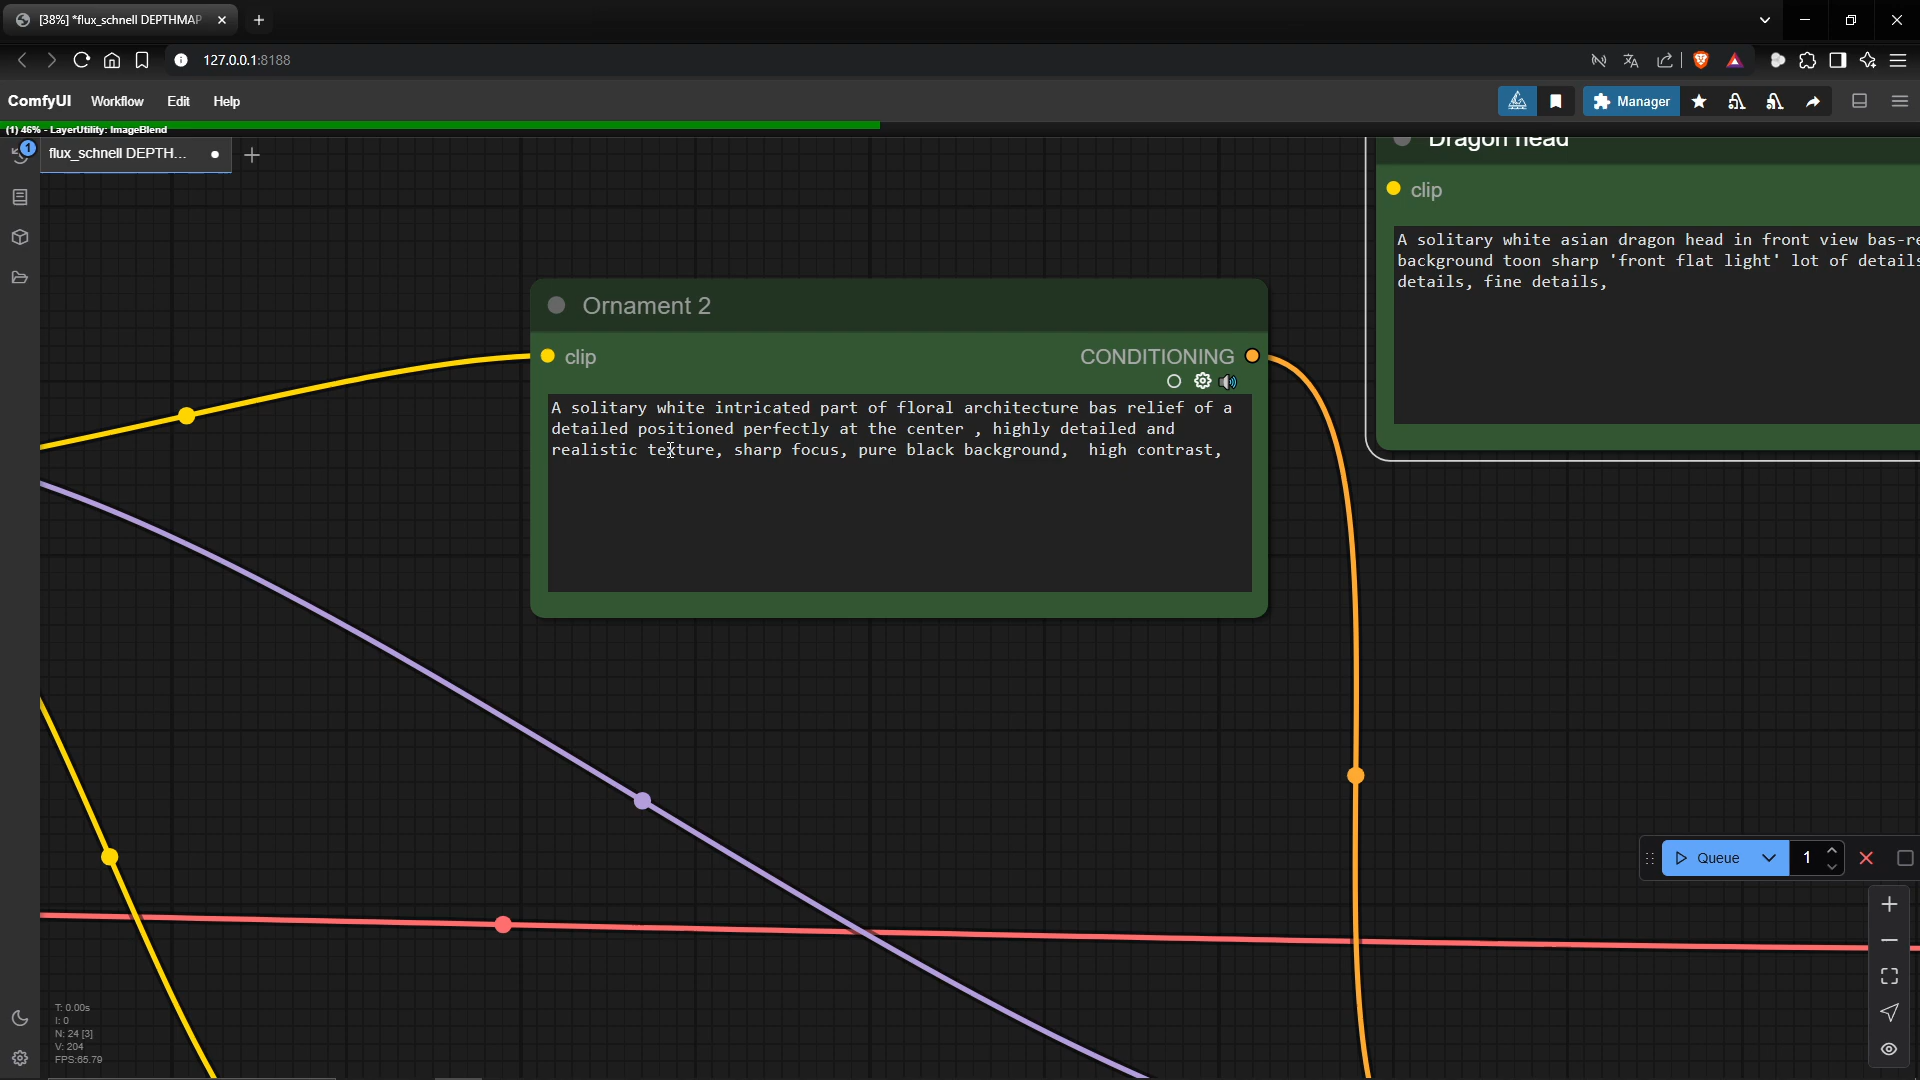 [38%] *flux_schnell DEPTHMAP
127.0.0.1:8188
ComfyUI Workflow Edit Help
Manager
(1) 46% - LayerUtility: ImageBlend
1
flux_schnell DEPTH...
Dragon head
clip
A solitary white asian dragon head in front view bas-re
background toon sharp 'front flat light' lot of details
details, fine details,
Ornament 2
clip
CONDITIONING
A solitary white intricated part of floral architecture bas relief of a
detailed positioned perfectly at the center , highly detailed and
realistic texture, sharp focus, pure black background,  high contrast,
Queue
1
T: 0.00s
I: 0
N: 24 [3]
V: 204
FPS:65.79